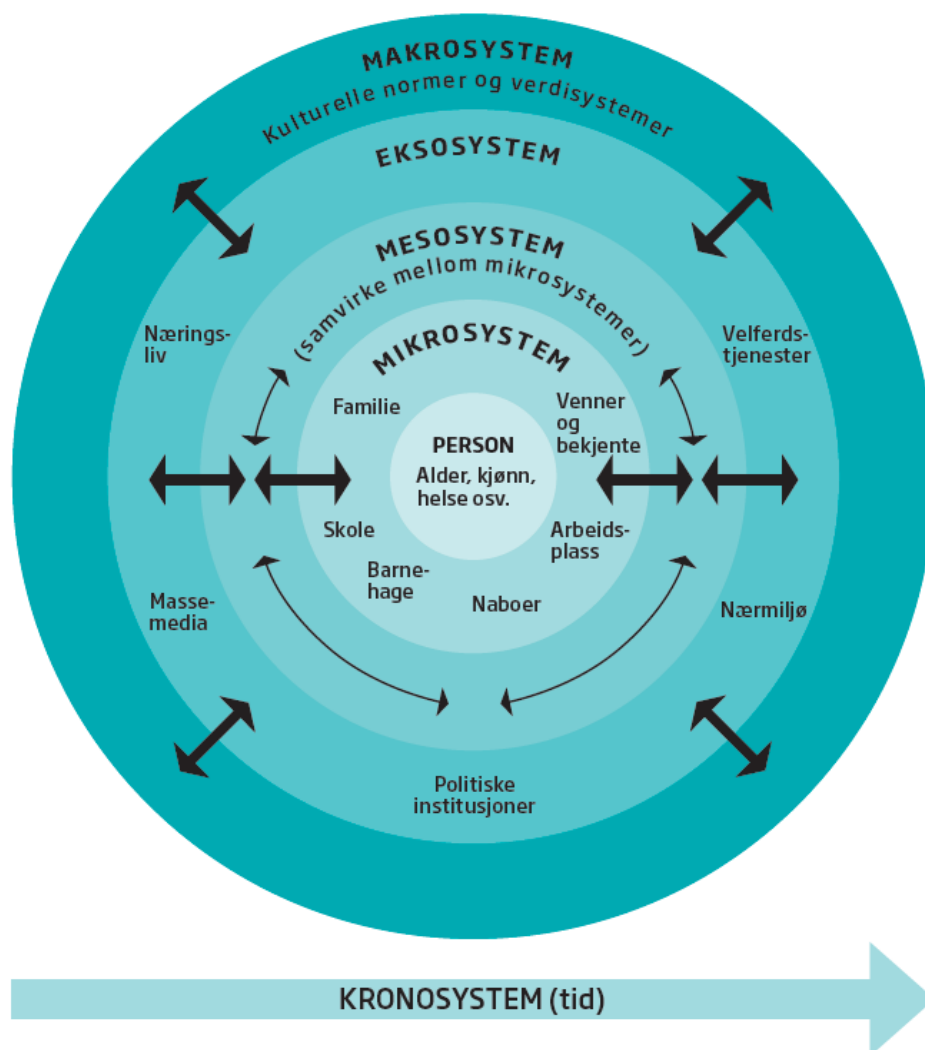 MAKROSYSTEM
Kulturelle normer og verdisystemer
EKSOSYSTEM
MESOSYSTEM
(samvirke mellom mikrosystemer)
MIKROSYSTEM
Nærings-
liv
Velferds-
tjenester
Familie
Venner
og
bekjente
PERSON
Alder, kjønn,
helse osv.
Skole
Arbeids-
plass
Barne-
hage
Naboer
Masse-
media
Nærmiljø
Politiske
institusjoner
KRONOSYSTEM (tid)